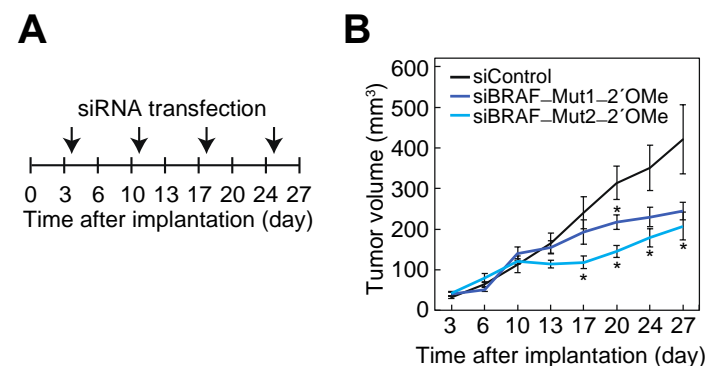 A
siRNA transfection
0 3 6 10 13 17 20 24 27
Time after implantation (day)
B
siControl
siBRAF_Mut1_2´OMe
siBRAF_Mut2_2´OMe
Tumor volume (mm³)
600
500
400
300
200
100
0
*
* * * *
3 6 10 13 17 20 24 27
Time after implantation (day)